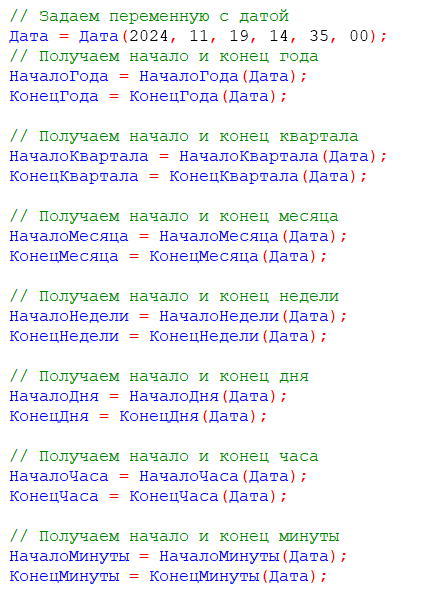 // Задаем переменную с датой
Дата = Дата(2024, 11, 19, 14, 35, 00);
// Получаем начало и конец года
НачалоГода = НачалоГода(Дата);
КонецГода = КонецГода(Дата);
// Получаем начало и конец квартала
НачалоКвартала = НачалоКвартала(Дата);
КонецКвартала = КонецКвартала(Дата);
// Получаем начало и конец месяца
НачалоМесяца = НачалоМесяца(Дата);
КонецМесяца = КонецМесяца(Дата);
// Получаем начало и конец недели
НачалоНедели = НачалоНедели(Дата);
КонецНедели = КонецНедели(Дата);
// Получаем начало и конец дня
НачалоДня = НачалоДня(Дата);
КонецДня = КонецДня(Дата);
// Получаем начало и конец часа
НачалоЧаса = НачалоЧаса(Дата);
КонецЧаса = КонецЧаса(Дата);
// Получаем начало и конец минуты
НачалоМинуты = НачалоМинуты(Дата);
КонецМинуты = КонецМинуты(Дата);